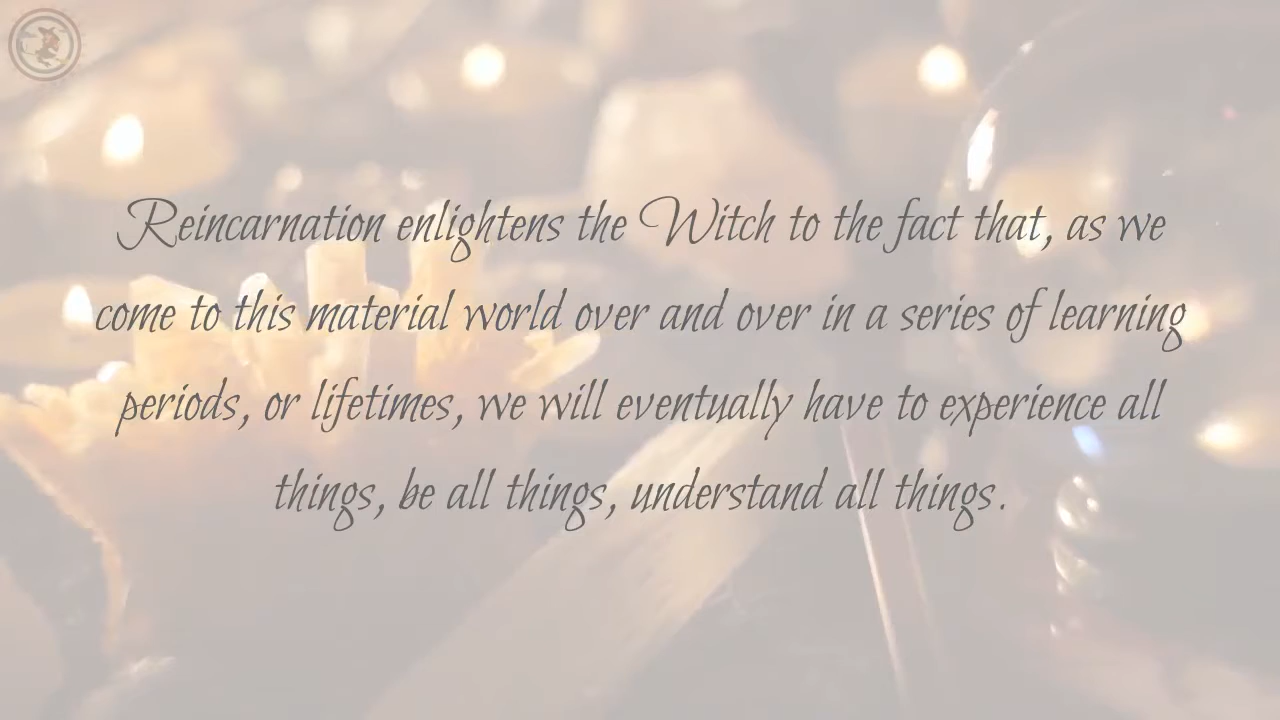 Reincarnation enlightens the Witch to the fact that, as we
come to this material world over and over in a series of learning
periods, or lifetimes, we will eventually have to experience all
things, be all things, understand all things.